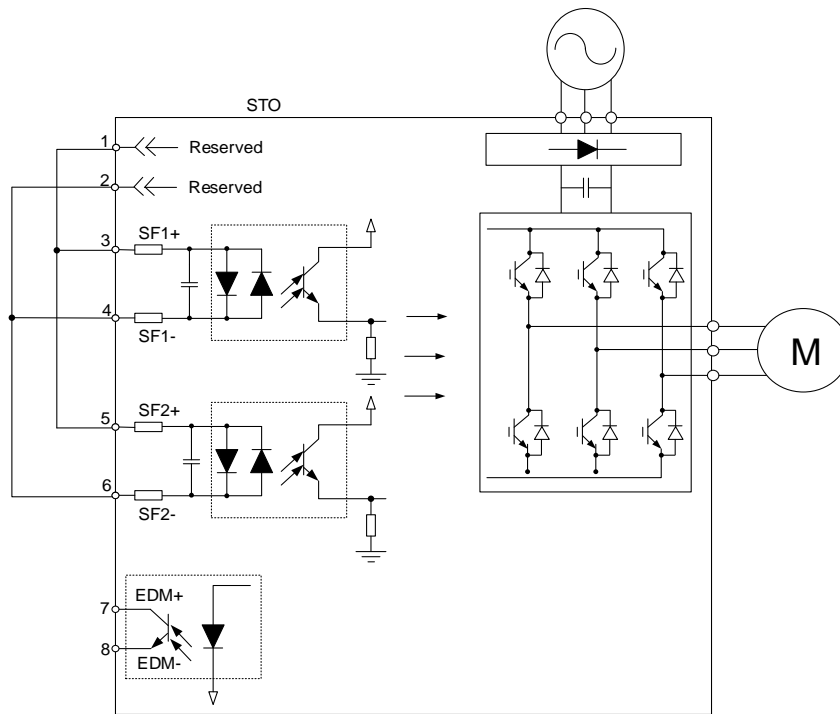 STO
1
Reserved
2
Reserved
3
SF1+
4
SF1-
5
SF2+
6
SF2-
7
EDM+
8
EDM-
M